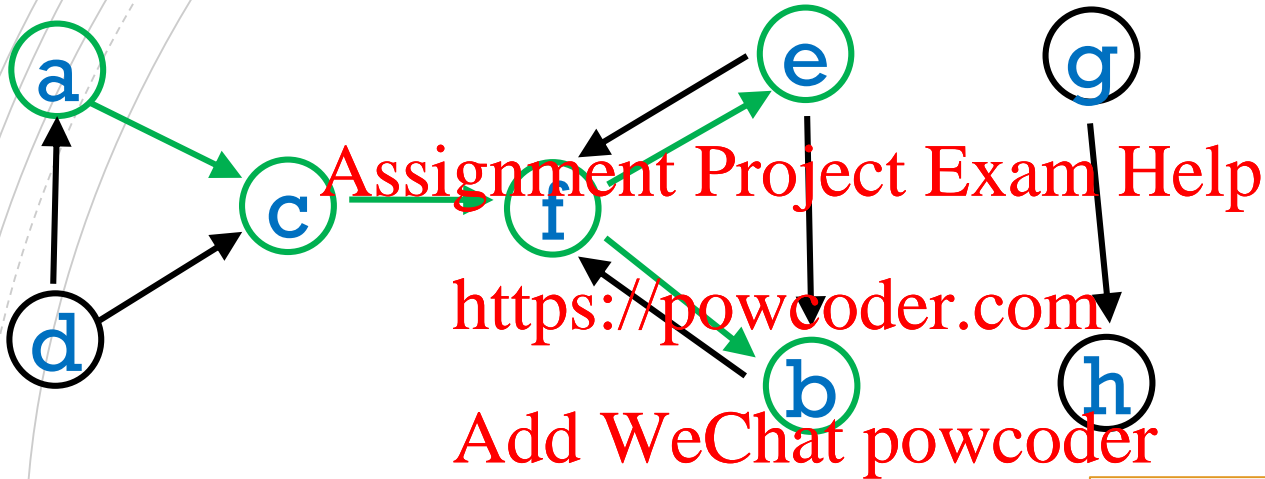 a
e
g
c
f
d
b
h
Assignment Project Exam Help
https://powcoder.com
Add WeChat powcoder